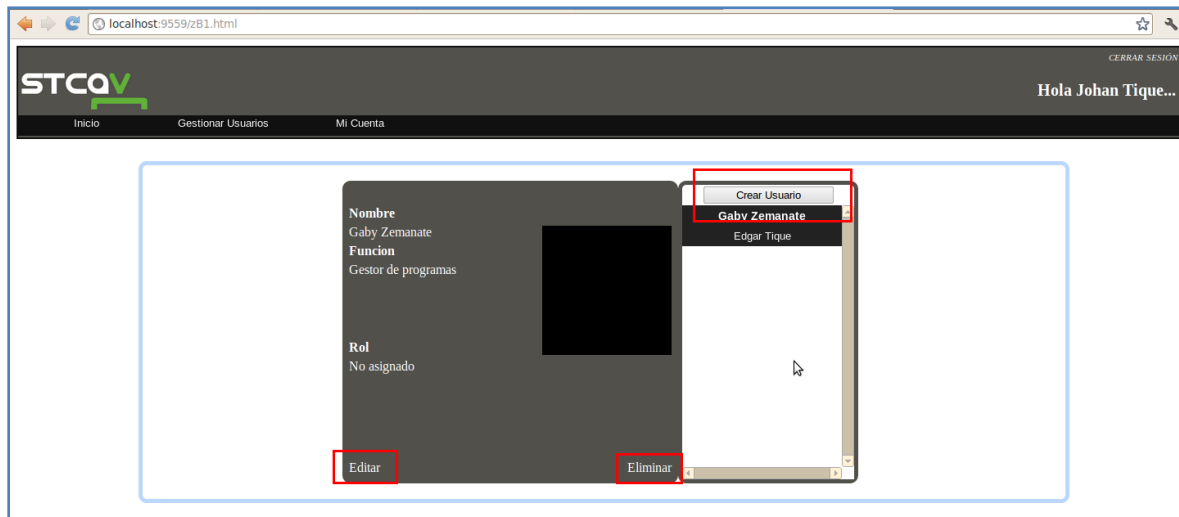 localhost:9559/zB1.html
CERRAR SESIÓN
STCAV
Hola Johan Tique...
Inicio Gestionar Usuarios Mi Cuenta
Crear Usuario
Gaby Zemanate
Edgar Tique
Nombre
Gaby Zemanate
Funcion
Gestor de programas
Rol
No asignado
Editar Eliminar